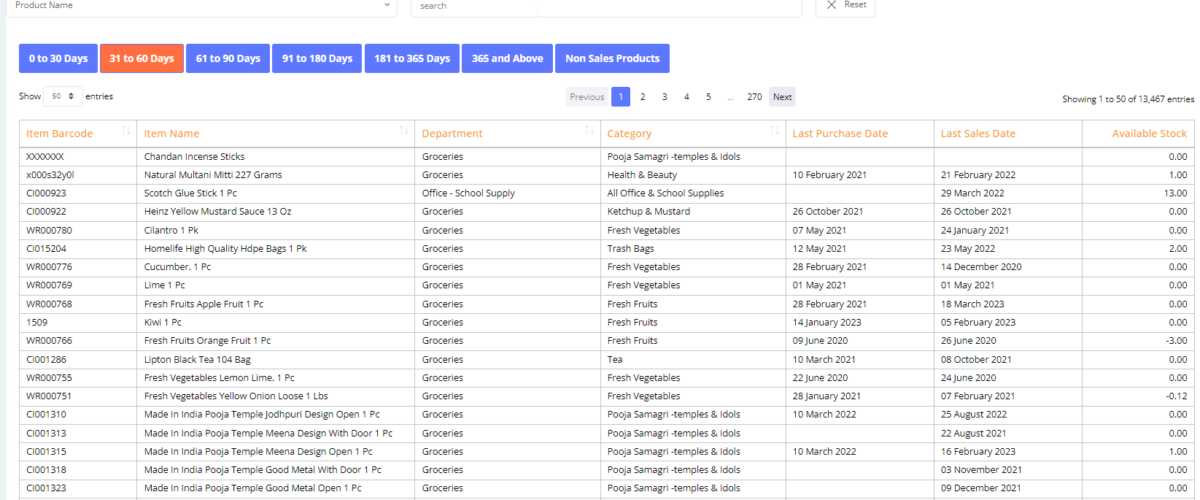 Product Name search Reset
0 to 30 Days 31 to 60 Days 61 to 90 Days 91 to 180 Days 181 to 365 Days 365 and Above Non Sales Products
Show 50 entries Previous 1 2 3 4 5 ... 270 Next Showing 1 to 50 of 13,467 entries
Item Barcode Item Name Department Category Last Purchase Date Last Sales Date Available Stock
XXXXXXX Chandan Incense Sticks Groceries Pooja Samagri -temples & Idols 0.00
x000s32y0l Natural Multani Mitti 227 Grams Groceries Health & Beauty 10 February 2021 21 February 2022 1.00
CI000923 Scotch Glue Stick 1 Pc Office - School Supply All Office & School Supplies 29 March 2022 13.00
CI000922 Heinz Yellow Mustard Sauce 13 Oz Groceries Ketchup & Mustard 26 October 2021 26 October 2021 0.00
WR000780 Cilantro 1 Pk Groceries Fresh Vegetables 07 May 2021 24 January 2021 0.00
CI015204 Homelife High Quality Hdpe Bags 1 Pk Groceries Trash Bags 12 May 2021 23 May 2022 2.00
WR000776 Cucumber. 1 Pc Groceries Fresh Vegetables 28 February 2021 14 December 2020 0.00
WR000769 Lime 1 Pc Groceries Fresh Vegetables 01 May 2021 01 May 2021 0.00
WR000768 Fresh Fruits Apple Fruit 1 Pc Groceries Fresh Fruits 28 February 2021 18 March 2023 0.00
1509 Kiwi 1 Pc Groceries Fresh Fruits 14 January 2023 05 February 2023 0.00
WR000766 Fresh Fruits Orange Fruit 1 Pc Groceries Fresh Fruits 09 June 2020 26 June 2020 -3.00
CI001286 Lipton Black Tea 104 Bag Groceries Tea 10 March 2021 08 October 2021 0.00
WR000755 Fresh Vegetables Lemon Lime. 1 Pc Groceries Fresh Vegetables 22 June 2020 24 June 2020 0.00
WR000751 Fresh Vegetables Yellow Onion Loose 1 Lbs Groceries Fresh Vegetables 28 January 2021 07 February 2021 -0.12
CI001310 Made In India Pooja Temple Jodhpuri Design Open 1 Pc Groceries Pooja Samagri -temples & Idols 10 March 2022 25 August 2022 0.00
CI001313 Made In India Pooja Temple Meena Design With Door 1 Pc Groceries Pooja Samagri -temples & Idols 22 August 2021 0.00
CI001315 Made In India Pooja Temple Meena Design Open 1 Pc Groceries Pooja Samagri -temples & Idols 10 March 2022 16 February 2023 1.00
CI001318 Made In India Pooja Temple Good Metal With Door 1 Pc Groceries Pooja Samagri -temples & Idols 03 November 2021 0.00
CI001323 Made In India Pooja Temple Good Metal Open 1 Pc Groceries Pooja Samagri -temples & Idols 09 December 2021 0.00